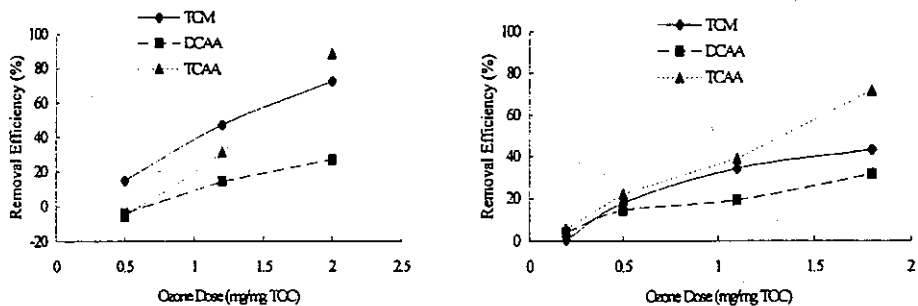 TCM
DCAA
TCAA
Removal Efficiency (%)
100
80
60
40
20
0
-20
0
0.5
1
1.5
2
2.5
Ozone Dose (mg/mg TOC)
TCM
DCAA
TCAA
Removal Efficiency (%)
100
80
60
40
20
0
0
0.5
1
1.5
2
Ozone Dose (mg/mg TOC)